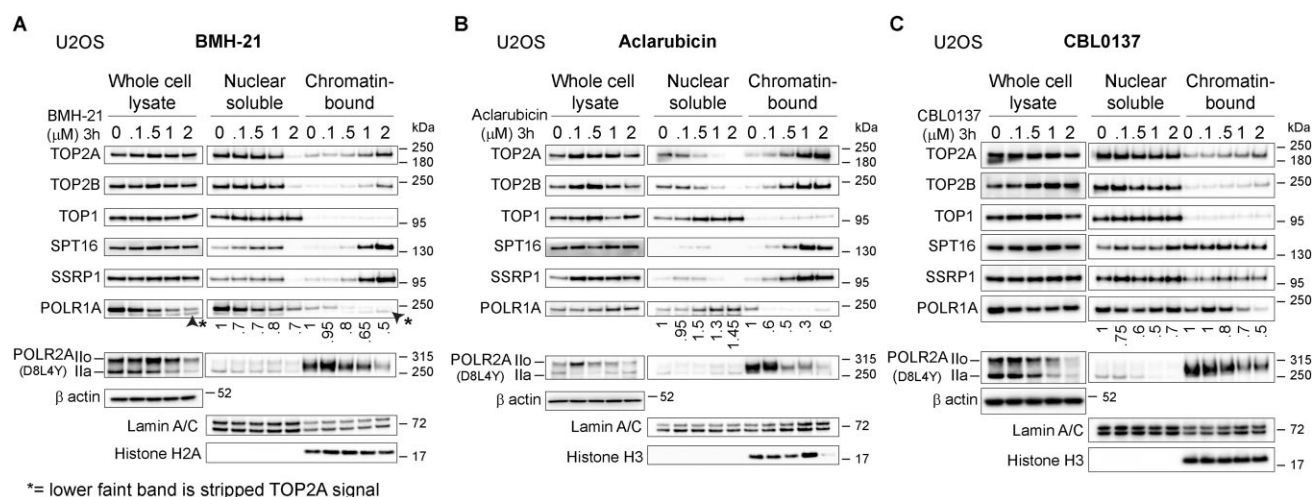 A
U2OS
BMH-21
Whole cell lysate
Nuclear soluble
Chromatin-bound
BMH-21
(µM) 3h 0 .1 .5 1 2 0 .1 .5 1 2 0 .1 .5 1 2 kDa
TOP2A 250
180
TOP2B 250
TOP1 95
SPT16 130
SSRP1 95
POLR1A 250
* *
1 .7 .7 .8 .7 1 .95 .8 .65 .5
POLR2A IIo 315
(D8L4Y) IIa 250
β actin 52
Lamin A/C 72
Histone H2A 17
*= lower faint band is stripped TOP2A signal
B
U2OS
Aclarubicin
Whole cell lysate
Nuclear soluble
Chromatin-bound
Aclarubicin
(µM) 3h 0 .1 .5 1 2 0 .1 .5 1 2 0 .1 .5 1 2 kDa
TOP2A 250
180
TOP2B 250
TOP1 95
SPT16 130
SSRP1 95
POLR1A 250
1 .95 1.5 1.3 1.45 1 .6 .5 .3 .6
POLR2A IIo 315
(D8L4Y) IIa 250
β actin 52
Lamin A/C 72
Histone H3 17
C
U2OS
CBL0137
Whole cell lysate
Nuclear soluble
Chromatin-bound
CBL0137
(µM) 3h 0 .1 .5 1 2 0 .1 .5 1 2 0 .1 .5 1 2 kDa
TOP2A 250
180
TOP2B 250
TOP1 95
SPT16 130
SSRP1 95
POLR1A 250
1 .75 .6 .5 .7 1 1 .8 .7 .5
POLR2A IIo 315
(D8L4Y) IIa 250
β actin 52
Lamin A/C 72
Histone H3 17